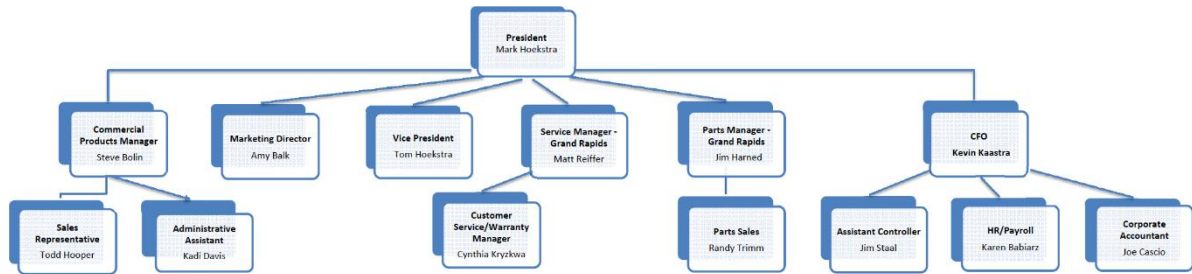 President
Mark Hoekstra
Commercial
Products Manager
Steve Bolin
Marketing Director
Amy Balk
Vice President
Tom Hoekstra
Service Manager -
Grand Rapids
Matt Reiffer
Parts Manager -
Grand Rapids
Jim Harned
CFO
Kevin Kaastra
Sales
Representative
Todd Hooper
Administrative
Assistant
Kadi Davis
Customer
Service/Warranty
Manager
Cynthia Kryzkwa
Parts Sales
Randy Trimm
Assistant Controller
Jim Staal
HR/Payroll
Karen Babiarz
Corporate
Accountant
Joe Cascio